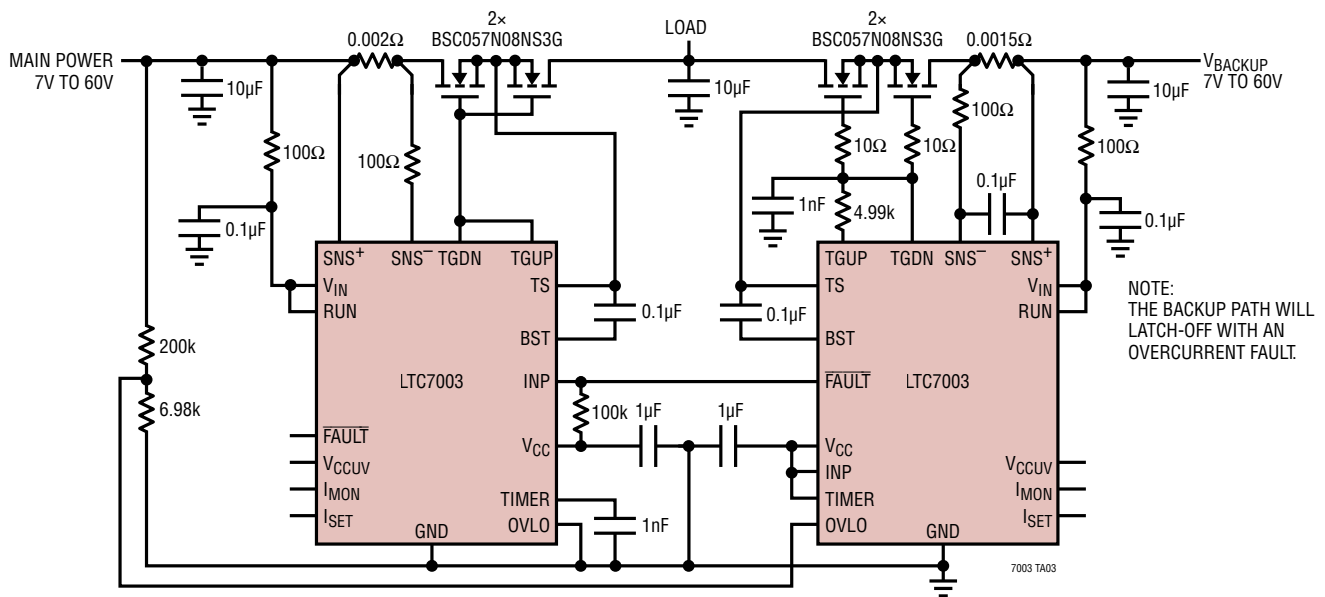 MAIN POWER
7V TO 60V
10µF
0.002Ω
2×
BSC057N08NS3G
LOAD
10µF
2×
BSC057N08NS3G
0.0015Ω
10µF
VBACKUP
7V TO 60V
100Ω
100Ω
0.1µF
10Ω
10Ω
100Ω
100Ω
1nF
4.99k
0.1µF
0.1µF
SNS+
SNS–
TGDN
TGUP
VIN
RUN
TS
BST
0.1µF
LTC7003
INP
VCC
TIMER
OVLO
FAULT
VCCUV
IMON
ISET
GND
200k
6.98k
100k
1µF
1µF
1nF
0.1µF
TGUP
TGDN
SNS–
SNS+
TS
BST
VIN
RUN
FAULT
LTC7003
VCC
INP
TIMER
OVLO
VCCUV
IMON
ISET
GND
NOTE:
THE BACKUP PATH WILL
LATCH-OFF WITH AN
OVERCURRENT FAULT.
7003 TA03